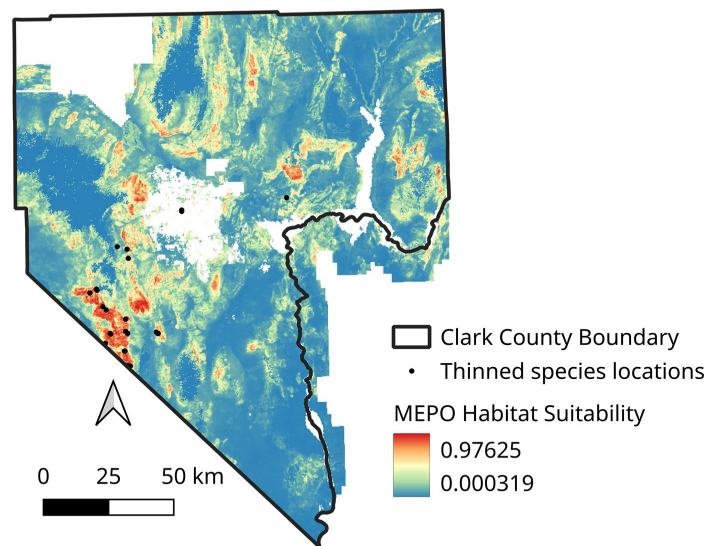 Clark County Boundary
Thinned species locations
MEPO Habitat Suitability
0.97625
0.000319
0 25 50 km